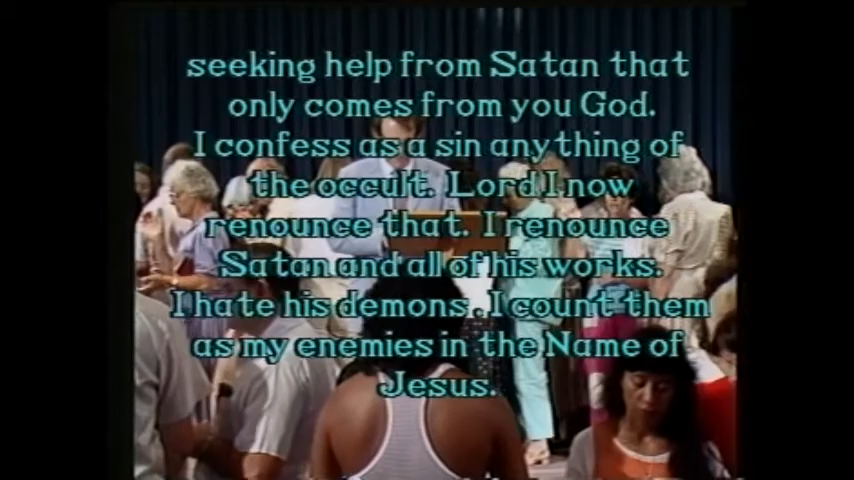 seeking help from Satan that
only comes from you God.
I confess as a sin anything of
the occult. Lord I now
renounce that. I renounce
Satan and all of his works.
I hate his demons. I count them
as my enemies in the Name of
Jesus.